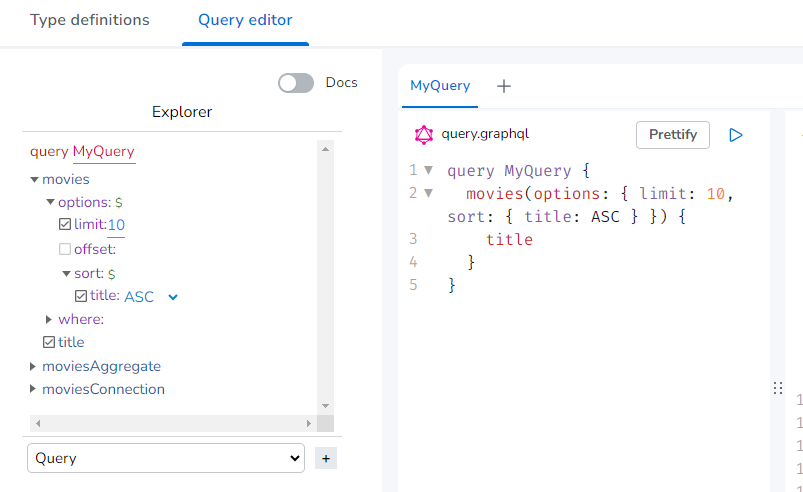 Type definitions
Query editor
Docs
Explorer
query MyQuery
movies
options: $
limit: 10
offset:
sort: $
title: ASC
where:
title
moviesAggregate
moviesConnection
Query
+
MyQuery
+
query.graphql
Prettify
1 query MyQuery {
2 movies(options: { limit: 10,
sort: { title: ASC } }) {
3 title
4 }
5 }
1
1
1
1
1